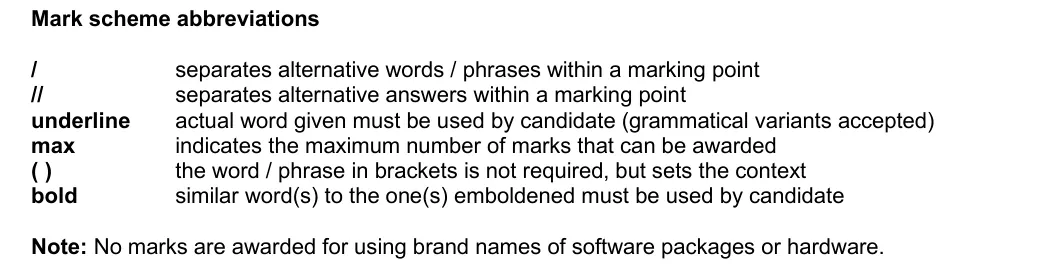 Mark scheme abbreviations
/ separates alternative words / phrases within a marking point
// separates alternative answers within a marking point
underline actual word given must be used by candidate (grammatical variants accepted)
max indicates the maximum number of marks that can be awarded
( ) the word / phrase in brackets is not required, but sets the context
bold similar word(s) to the one(s) emboldened must be used by candidate
Note: No marks are awarded for using brand names of software packages or hardware.